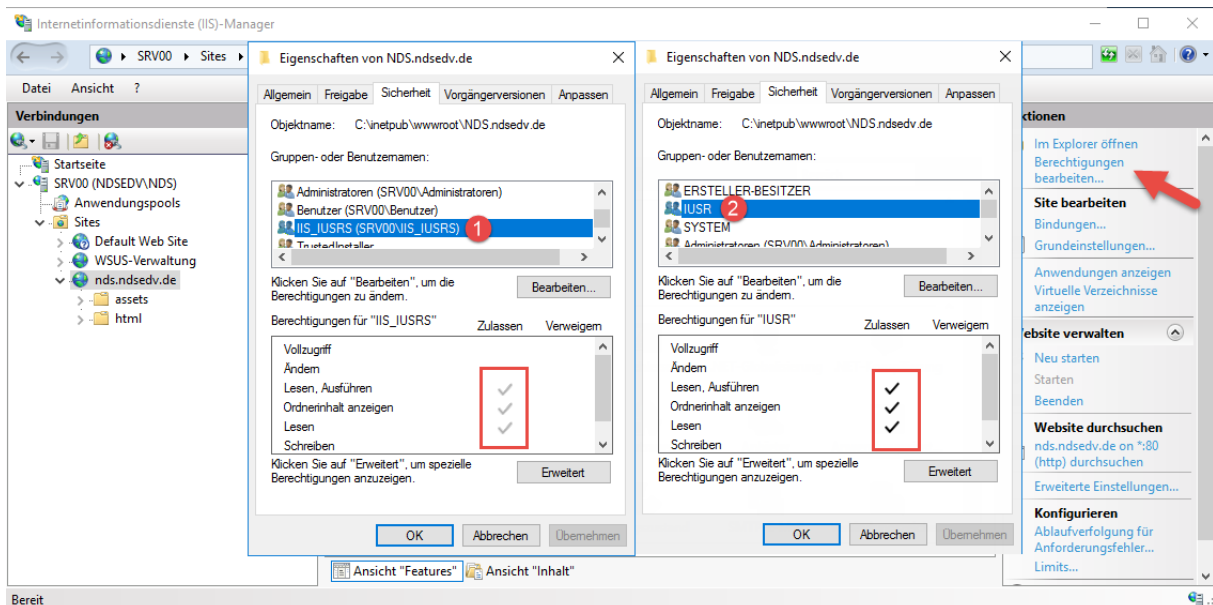 Internetinformationsdienste (IIS)-Manager
SRV00 Sites
Datei Ansicht ?
Verbindungen
Startseite
SRV00 (NDSEDV\NDS)
Anwendungspools
Sites
Default Web Site
WSUS-Verwaltung
nds.ndsedv.de
assets
html
Eigenschaften von NDS.ndsedv.de
Allgemein Freigabe Sicherheit Vorgängerversionen Anpassen
Objektname: C:\inetpub\wwwroot\NDS.ndsedv.de
Gruppen- oder Benutzernamen:
Administratoren (SRV00\Administratoren)
Benutzer (SRV00\Benutzer)
IIS_IUSRS (SRV00\IIS_IUSRS) 1
TrustedInstaller
Klicken Sie auf "Bearbeiten", um die
Berechtigungen zu ändern.
Bearbeiten...
Berechtigungen für "IIS_IUSRS" Zulassen Verweigern
Vollzugriff
Ändern
Lesen, Ausführen
Ordnerinhalt anzeigen
Lesen
Schreiben
Klicken Sie auf "Erweitert", um spezielle
Berechtigungen anzuzeigen.
Erweitert
OK Abbrechen Übernehmen
Eigenschaften von NDS.ndsedv.de
Allgemein Freigabe Sicherheit Vorgängerversionen Anpassen
Objektname: C:\inetpub\wwwroot\NDS.ndsedv.de
Gruppen- oder Benutzernamen:
ERSTELLER-BESITZER
IUSR 2
SYSTEM
Administratoren (SRV00\Administratoren)
Klicken Sie auf "Bearbeiten", um die
Berechtigungen zu ändern.
Bearbeiten...
Berechtigungen für "IUSR" Zulassen Verweigern
Vollzugriff
Ändern
Lesen, Ausführen
Ordnerinhalt anzeigen
Lesen
Schreiben
Klicken Sie auf "Erweitert", um spezielle
Berechtigungen anzuzeigen.
Erweitert
OK Abbrechen Übernehmen
ktionen
Im Explorer öffnen
Berechtigungen
bearbeiten...
Site bearbeiten
Bindungen...
Grundeinstellungen...
Anwendungen anzeigen
Virtuelle Verzeichnisse
anzeigen
ebsite verwalten
Neu starten
Starten
Beenden
Website durchsuchen
nds.ndsedv.de on *:80
(http) durchsuchen
Erweiterte Einstellungen...
Konfigurieren
Ablaufverfolgung für
Anforderungsfehler...
Limits...
Ansicht "Features" Ansicht "Inhalt"
Bereit